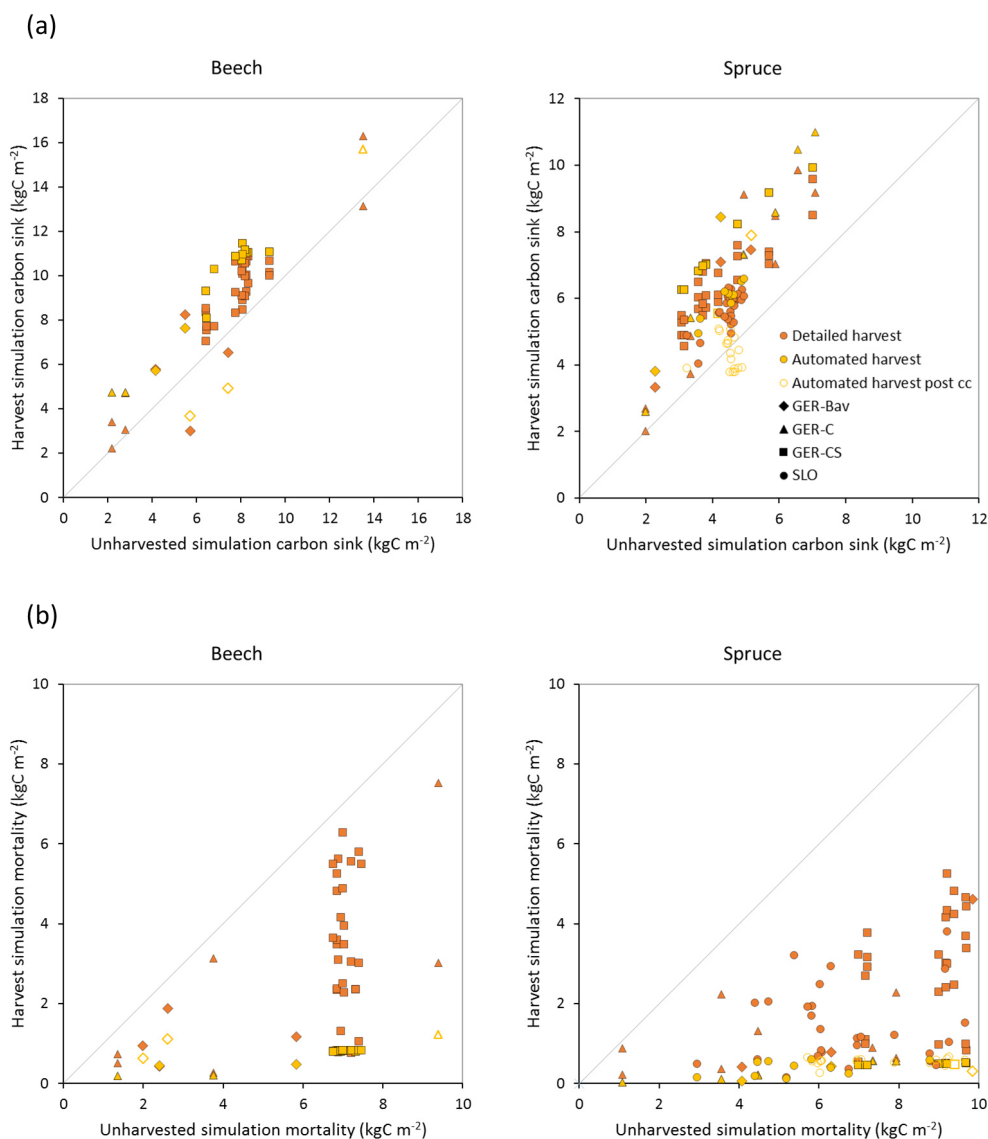 (a)
Beech
Spruce
18
16
14
12
10
8
6
4
2
0
Harvest simulation carbon sink (kgC m-2)
0 2 4 6 8 10 12 14 16 18
Unharvested simulation carbon sink (kgC m-2)
12
10
8
6
4
2
0
Harvest simulation carbon sink (kgC m-2)
Detailed harvest
Automated harvest
Automated harvest post cc
GER-Bav
GER-C
GER-CS
SLO
0 2 4 6 8 10 12
Unharvested simulation carbon sink (kgC m-2)
(b)
Beech
Spruce
10
8
6
4
2
0
Harvest simulation mortality (kgC m-2)
0 2 4 6 8 10
Unharvested simulation mortality (kgC m-2)
10
8
6
4
2
0
Harvest simulation mortality (kgC m-2)
0 2 4 6 8 10
Unharvested simulation mortality (kgC m-2)